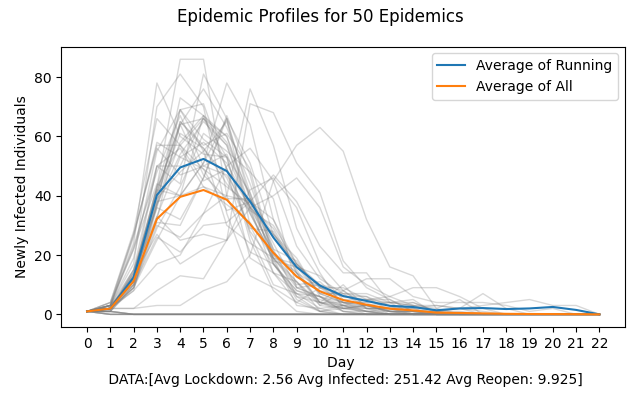 Epidemic Profiles for 50 Epidemics
Average of Running
Average of All
Newly Infected Individuals
80
60
40
20
0
0 1 2 3 4 5 6 7 8 9 10 11 12 13 14 15 16 17 18 19 20 21 22
Day
DATA:[Avg Lockdown: 2.56 Avg Infected: 251.42 Avg Reopen: 9.925]